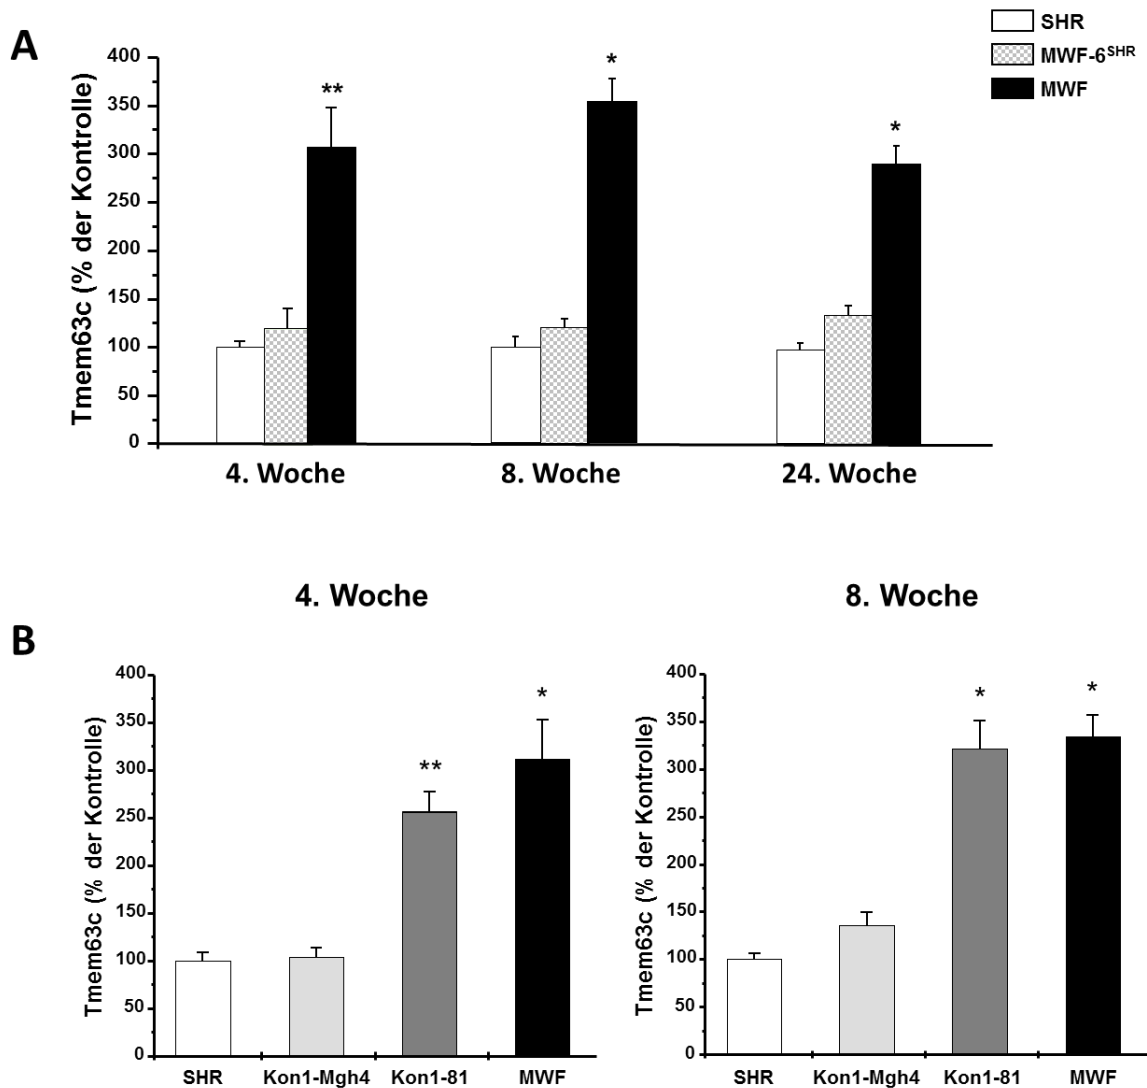 A
SHR
MWF-6SHR
MWF
Tmem63c (% der Kontrolle)
400
350
300
250
200
150
100
50
0
**
*
*
4. Woche
8. Woche
24. Woche
B
4. Woche
Tmem63c (% der Kontrolle)
400
350
300
250
200
150
100
50
0
**
*
SHR
Kon1-Mgh4
Kon1-81
MWF
8. Woche
Tmem63c (% der Kontrolle)
400
350
300
250
200
150
100
50
0
*
*
SHR
Kon1-Mgh4
Kon1-81
MWF